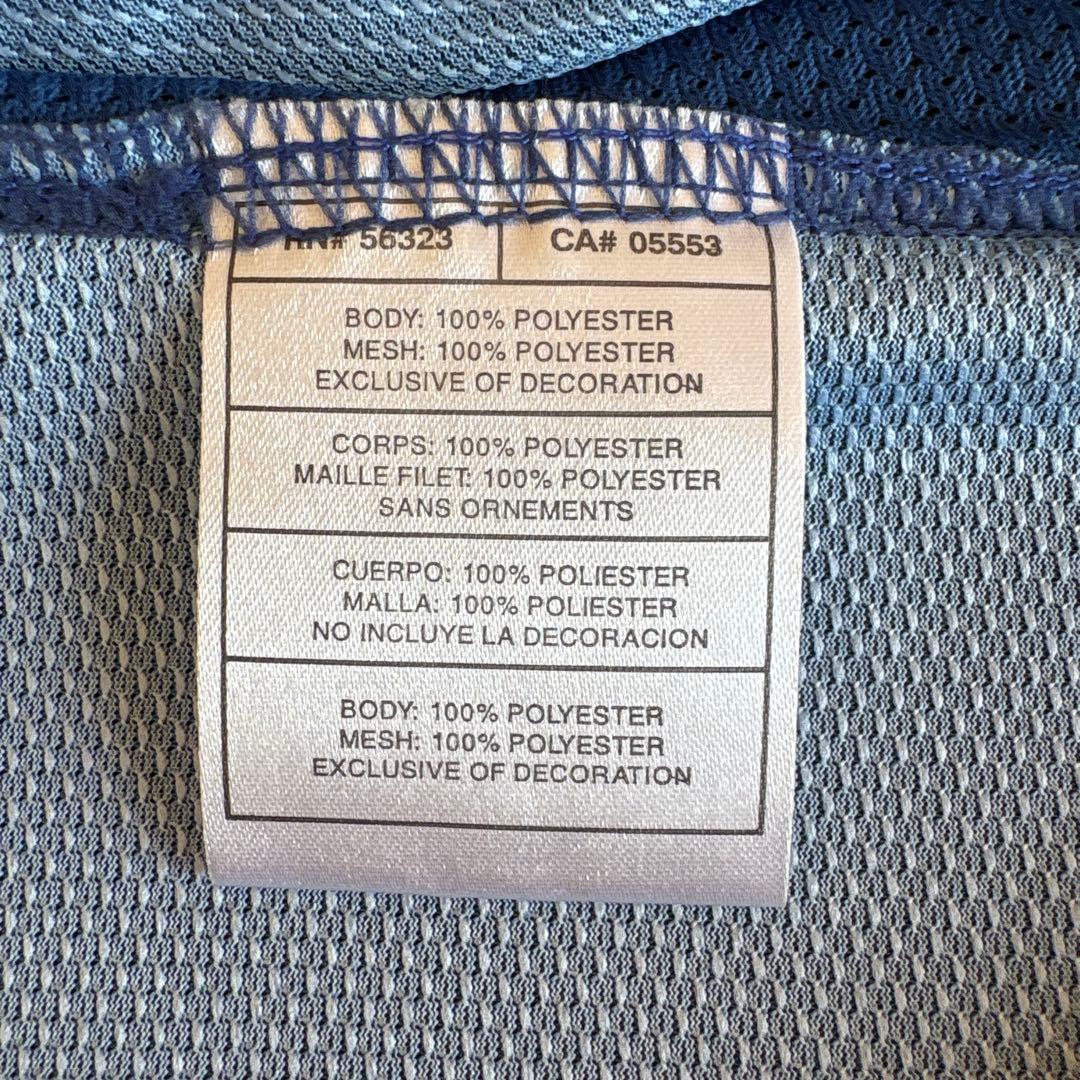 RN# 56323 CA# 05553
BODY: 100% POLYESTER
MESH: 100% POLYESTER
EXCLUSIVE OF DECORATION
CORPS: 100% POLYESTER
MAILLE FILET: 100% POLYESTER
SANS ORNEMENTS
CUERPO: 100% POLIESTER
MALLA: 100% POLIESTER
NO INCLUYE LA DECORACION
BODY: 100% POLYESTER
MESH: 100% POLYESTER
EXCLUSIVE OF DECORATION